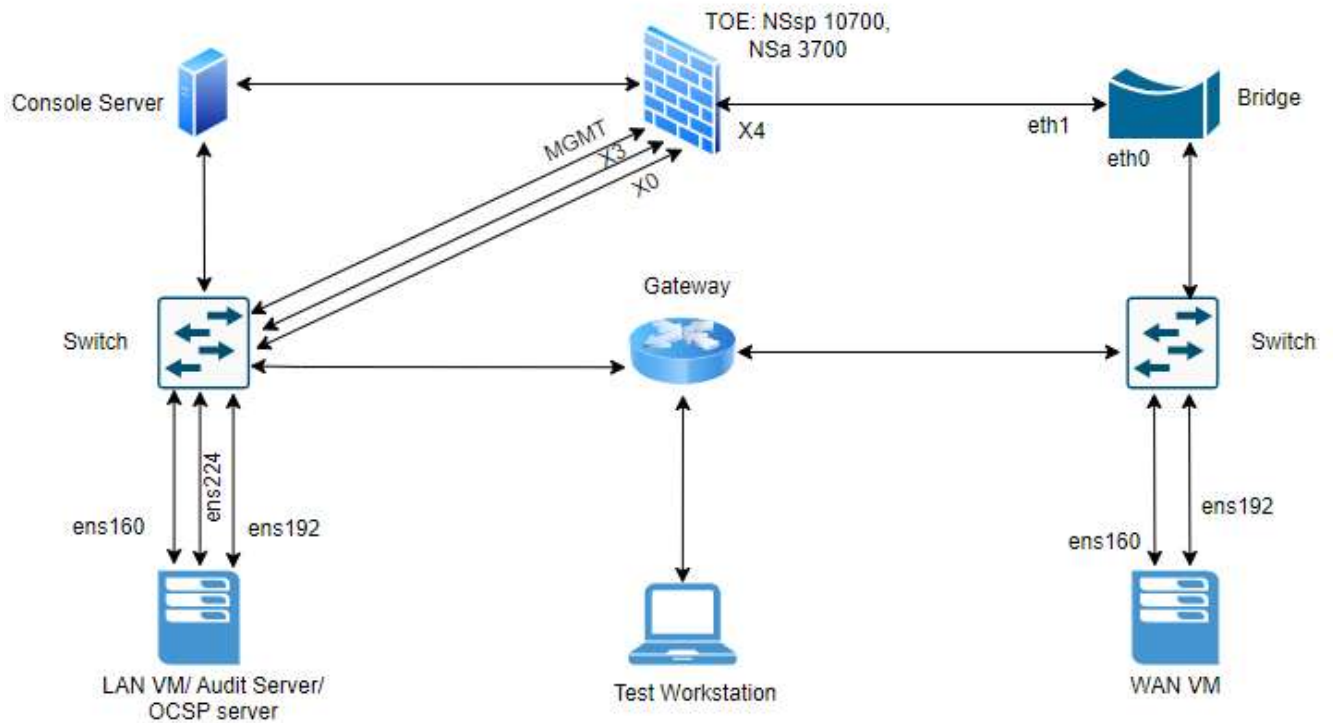 TOE: NSsp 10700,
NSa 3700
Console Server
Bridge
MGMT
X4
eth1
X3
eth0
X0
Gateway
Switch
Switch
ens224
ens160
ens192
ens192
ens160
LAN VM/ Audit Server/
OCSP server
Test Workstation
WAN VM